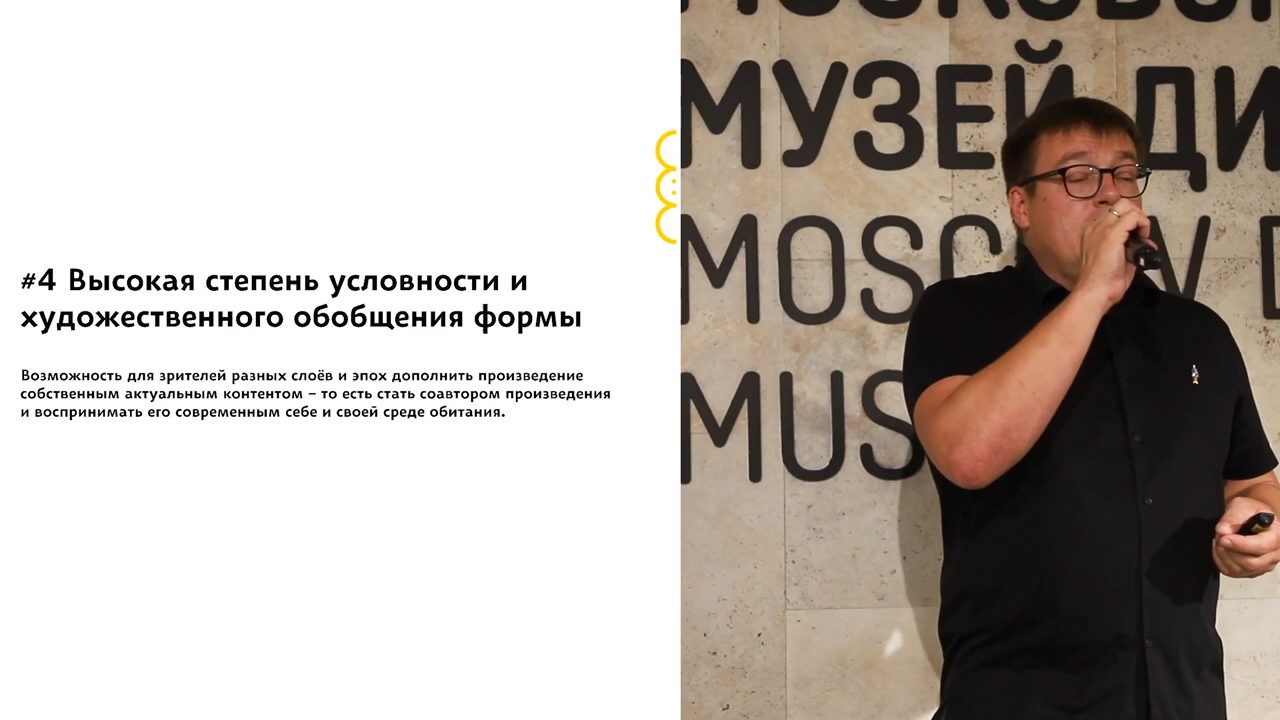 #4 Высокая степень условности и
художественного обобщения формы
Возможность для зрителей разных слоёв и эпох дополнить произведение
собственным актуальным контентом – то есть стать соавтором произведения
и воспринимать его современным себе и своей среде обитания.
МУЗЕЙ ДИ
MOSCOW D
MUS